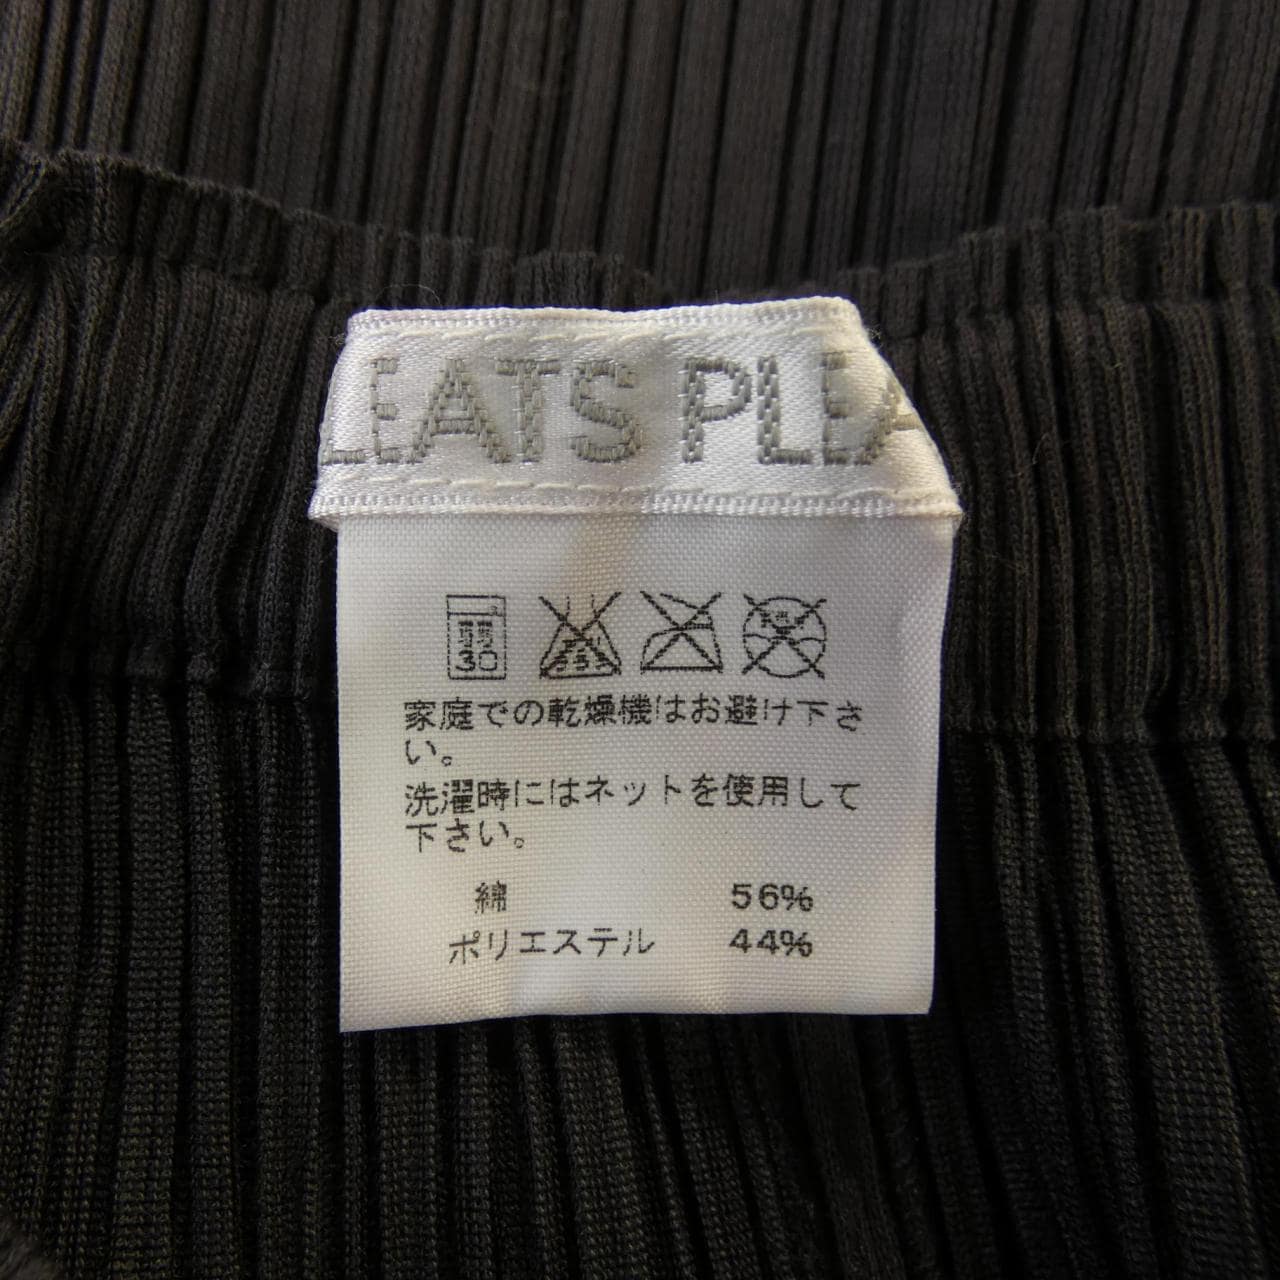 LEATS PLEA
弱
30
家庭での乾燥機はお避け下さ
い。
洗濯時にはネットを使用して
下さい。
綿 56%
ポリエステル 44%